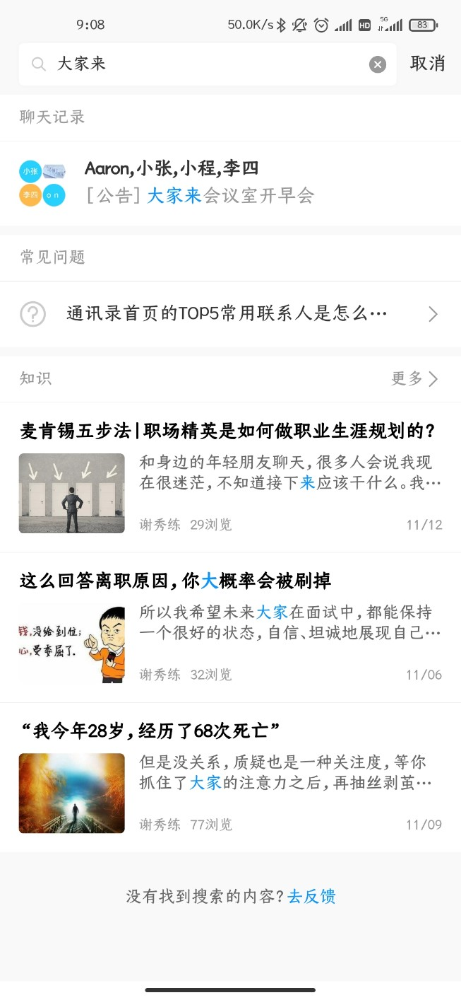 9:08
50.0K/s HD 5G 83
大家来
取消
聊天记录
小张
李四
on
Aaron,小张,小程,李四
[公告] 大家来会议室开早会
常见问题
通讯录首页的TOP5常用联系人是怎么…
知识
更多
麦肯锡五步法|职场精英是如何做职业生涯规划的?
和身边的年轻朋友聊天,很多人会说我现
在很迷茫,不知道接下来应该干什么。我…
谢秀练 29浏览
11/12
这么回答离职原因,你大概率会被刷掉
钱,没给到位;
心,受委屈了.
所以我希望未来大家在面试中,都能保持
一个很好的状态,自信、坦诚地展现自己…
谢秀练 32浏览
11/06
“我今年28岁,经历了68次死亡”
但是没关系,质疑也是一种关注度,等你
抓住了大家的注意力之后,再抽丝剥茧…
谢秀练 77浏览
11/09
没有找到搜索的内容?去反馈